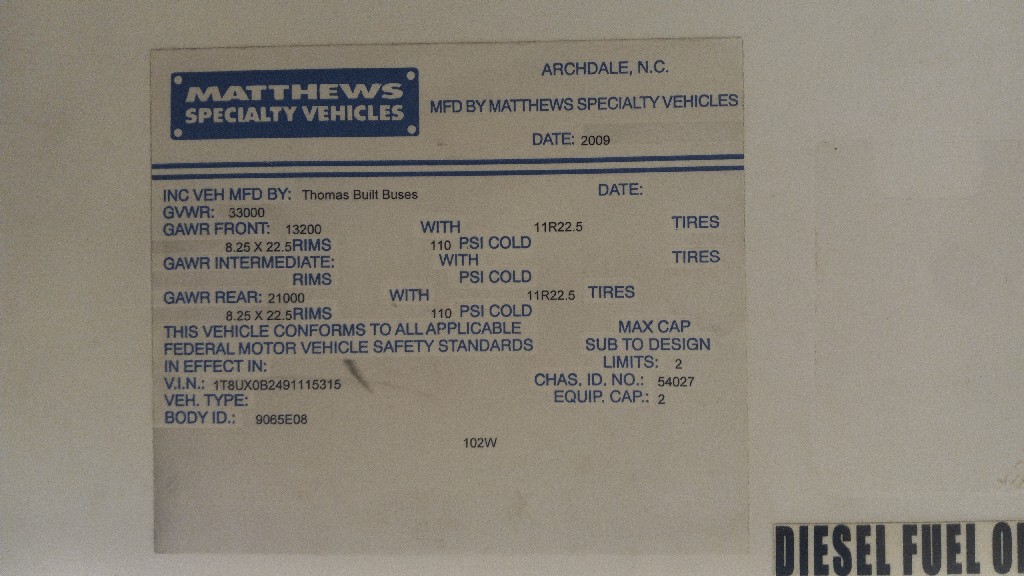 MATTHEWS
SPECIALTY VEHICLES
ARCHDALE, N.C.
MFD BY MATTHEWS SPECIALTY VEHICLES
DATE: 2009
INC VEH MFD BY: Thomas Built Buses DATE:
GVWR: 33000
GAWR FRONT: 13200 WITH 11R22.5 TIRES
8.25 X 22.5 RIMS 110 PSI COLD
GAWR INTERMEDIATE: WITH TIRES
RIMS PSI COLD
GAWR REAR: 21000 WITH 11R22.5 TIRES
8.25 X 22.5 RIMS 110 PSI COLD
THIS VEHICLE CONFORMS TO ALL APPLICABLE MAX CAP
FEDERAL MOTOR VEHICLE SAFETY STANDARDS SUB TO DESIGN
IN EFFECT IN: LIMITS: 2
V.I.N.: 1T8UX0B2491115315 CHAS. ID. NO.: 54027
VEH. TYPE: EQUIP. CAP.: 2
BODY ID.: 9065E08
102W
DIESEL FUEL